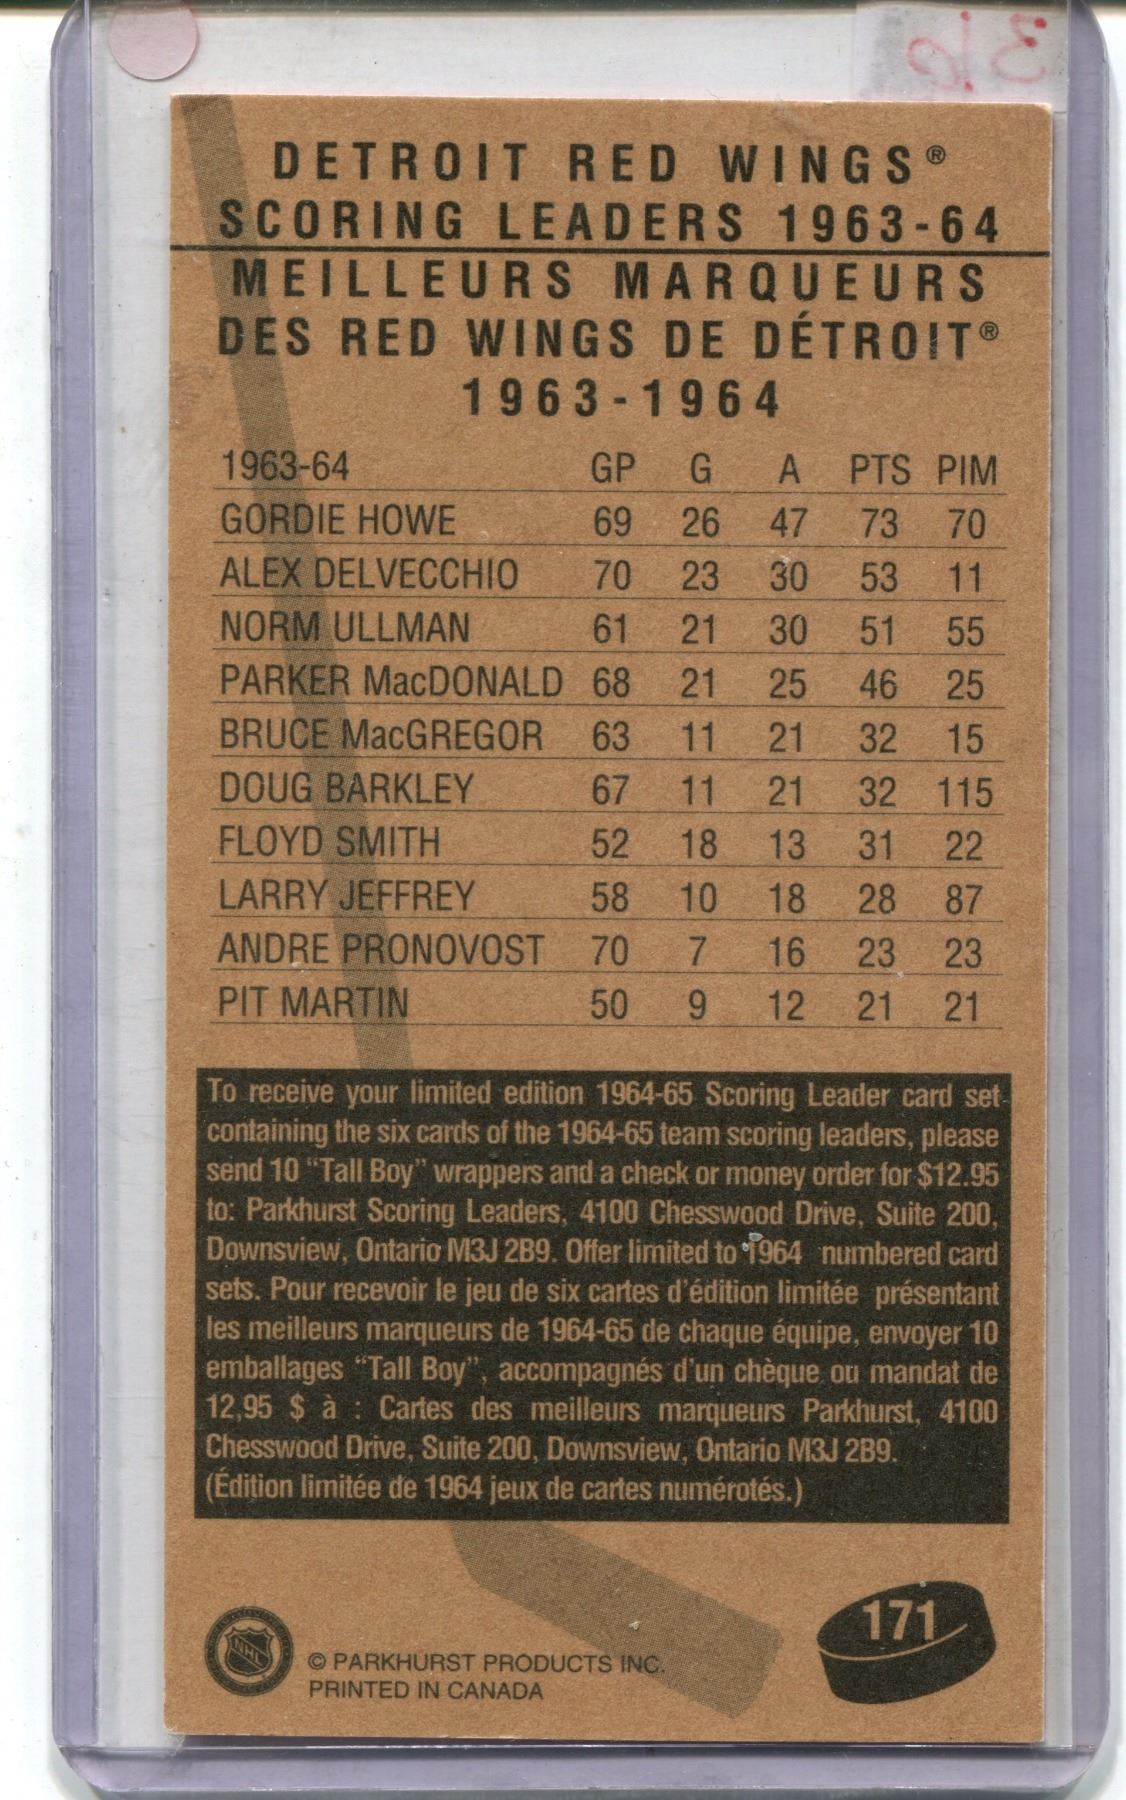 DETROIT RED WINGS®
SCORING LEADERS 1963-64
MEILLEURS MARQUEURS
DES RED WINGS DE DÉTROIT®
1963-1964
1963-64 GP G A PTS PIM
GORDIE HOWE 69 26 47 73 70
ALEX DELVECCHIO 70 23 30 53 11
NORM ULLMAN 61 21 30 51 55
PARKER MacDONALD 68 21 25 46 25
BRUCE MacGREGOR 63 11 21 32 15
DOUG BARKLEY 67 11 21 32 115
FLOYD SMITH 52 18 13 31 22
LARRY JEFFREY 58 10 18 28 87
ANDRE PRONOVOST 70 7 16 23 23
PIT MARTIN 50 9 12 21 21
To receive your limited edition 1964-65 Scoring Leader card set
containing the six cards of the 1964-65 team scoring leaders, please
send 10 “Tall Boy” wrappers and a check or money order for $12.95
to: Parkhurst Scoring Leaders, 4100 Chesswood Drive, Suite 200,
Downsview, Ontario M3J 2B9. Offer limited to 1964 numbered card
sets. Pour recevoir le jeu de six cartes d'édition limitée présentant
les meilleurs marqueurs de 1964-65 de chaque équipe, envoyer 10
emballages “Tall Boy”, accompagnés d'un chèque ou mandat de
12,95 $ à : Cartes des meilleurs marqueurs Parkhurst, 4100
Chesswood Drive, Suite 200, Downsview, Ontario M3J 2B9.
(Édition limitée de 1964 jeux de cartes numérotés.)
171
NHL
© PARKHURST PRODUCTS INC.
PRINTED IN CANADA